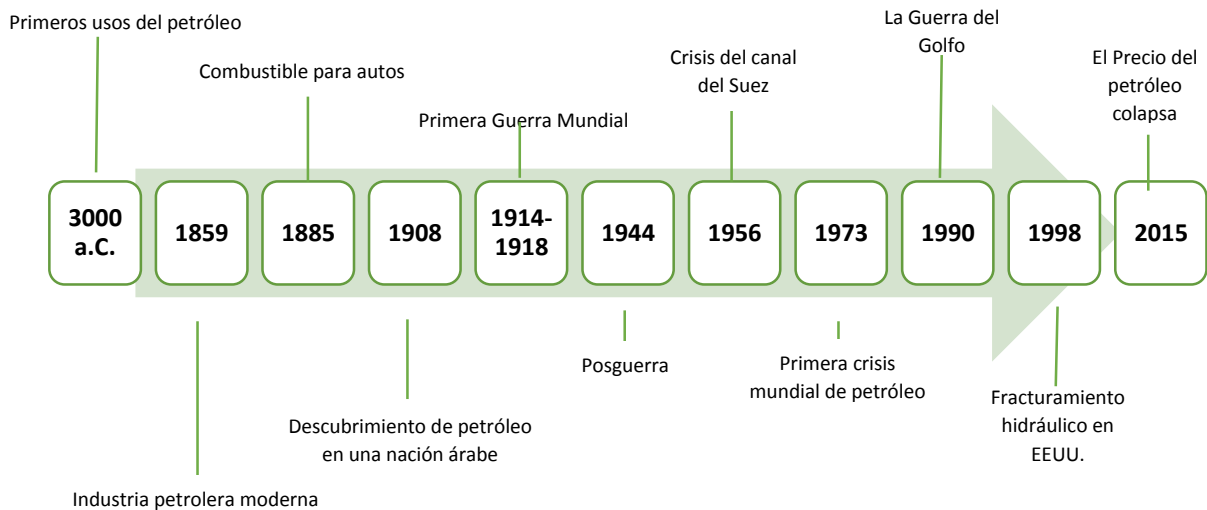 Primeros usos del petróleo
Combustible para autos
Primera Guerra Mundial
Crisis del canal
del Suez
La Guerra del
Golfo
El Precio del
petróleo
colapsa
3000
a.C.
1859
1885
1908
1914-
1918
1944
1956
1973
1990
1998
2015
Industria petrolera moderna
Descubrimiento de petróleo
en una nación árabe
Posguerra
Primera crisis
mundial de petróleo
Fracturamiento
hidráulico en
EEUU.